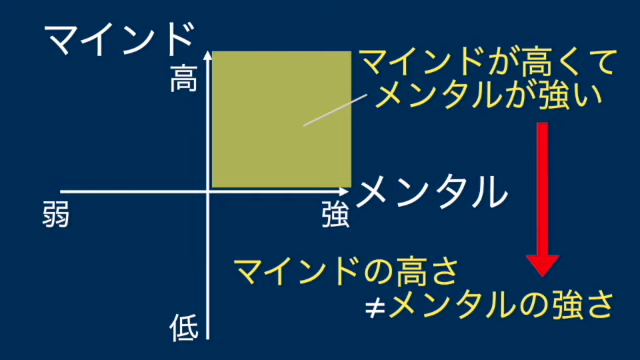 マインド
高
マインドが高くて
メンタルが強い
メンタル
弱
強
マインドの高さ
≠メンタルの強さ
低